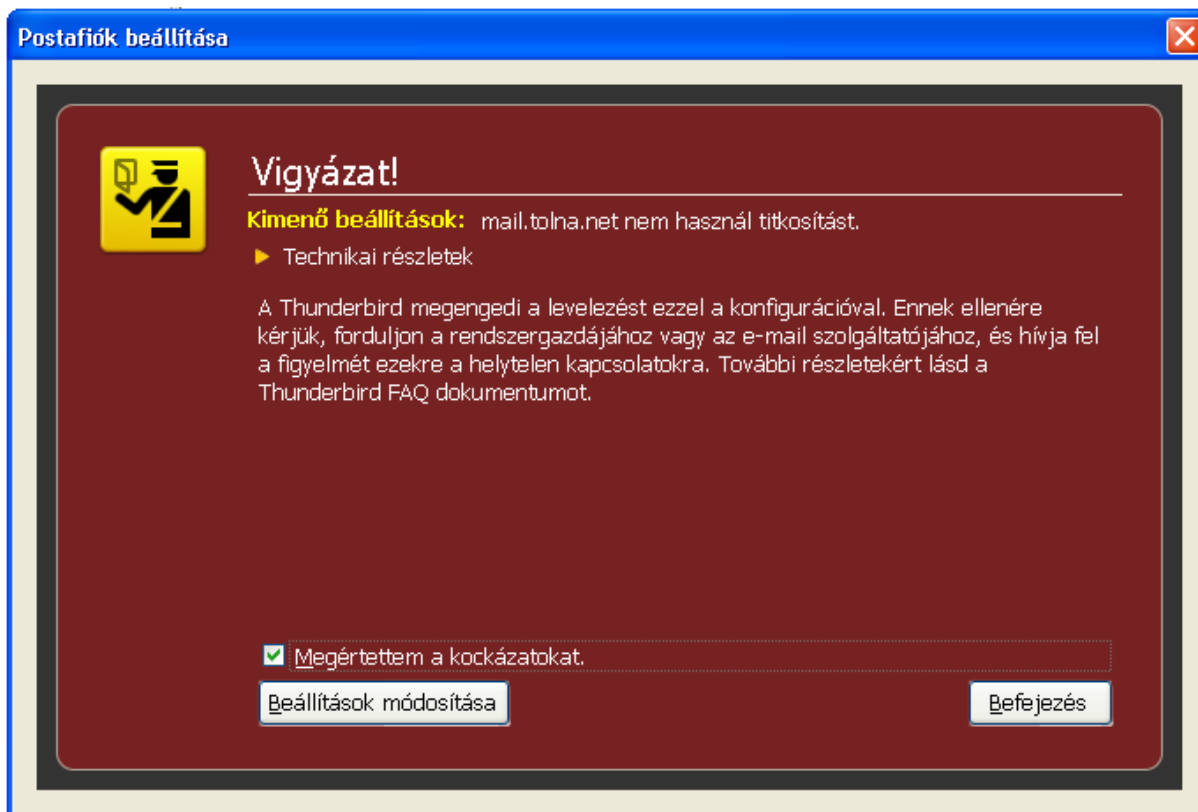 Postafiók beállítása
Vigyázat!
Kimenő beállítások: mail.tolna.net nem használ titkosítást.
Technikai részletek
A Thunderbird megengedi a levelezést ezzel a konfigurációval. Ennek ellenére
kérjük, forduljon a rendszergazdájához vagy az e-mail szolgáltatójához, és hívja fel
a figyelmét ezekre a helytelen kapcsolatokra. További részletekért lásd a
Thunderbird FAQ dokumentumot.
Megértettem a kockázatokat.
Beállítások módosítása
Befejezés